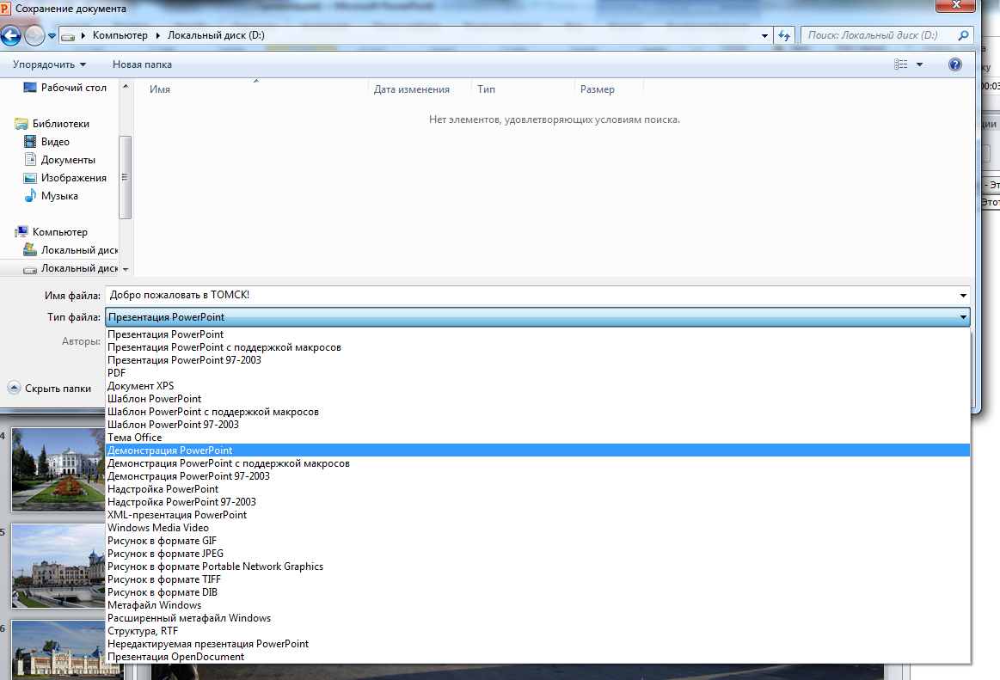 Сохранение документа
Компьютер Локальный диск (D:)
Поиск: Локальный диск (D:)
Упорядочить Новая папка
Имя Дата изменения Тип Размер
Рабочий стол
Нет элементов, удовлетворяющих условиям поиска.
Библиотеки
Видео
Документы
Изображения
Музыка
Компьютер
Локальный диск
Локальный диск
00:03
ции
- Эт
Этот
Имя файла: Добро пожаловать в ТОМСК!
Тип файла: Презентация PowerPoint
Авторы:
Скрыть папки
Презентация PowerPoint
Презентация PowerPoint с поддержкой макросов
Презентация PowerPoint 97-2003
PDF
Документ XPS
Шаблон PowerPoint
Шаблон PowerPoint с поддержкой макросов
Шаблон PowerPoint 97-2003
Тема Office
Демонстрация PowerPoint
Демонстрация PowerPoint с поддержкой макросов
Демонстрация PowerPoint 97-2003
Надстройка PowerPoint
Надстройка PowerPoint 97-2003
XML-презентация PowerPoint
Windows Media Video
Рисунок в формате GIF
Рисунок в формате JPEG
Рисунок в формате Portable Network Graphics
Рисунок в формате TIFF
Рисунок в формате DIB
Метафайл Windows
Расширенный метафайл Windows
Структура, RTF
Нередактируемая презентация PowerPoint
Презентация OpenDocument
4
5
6